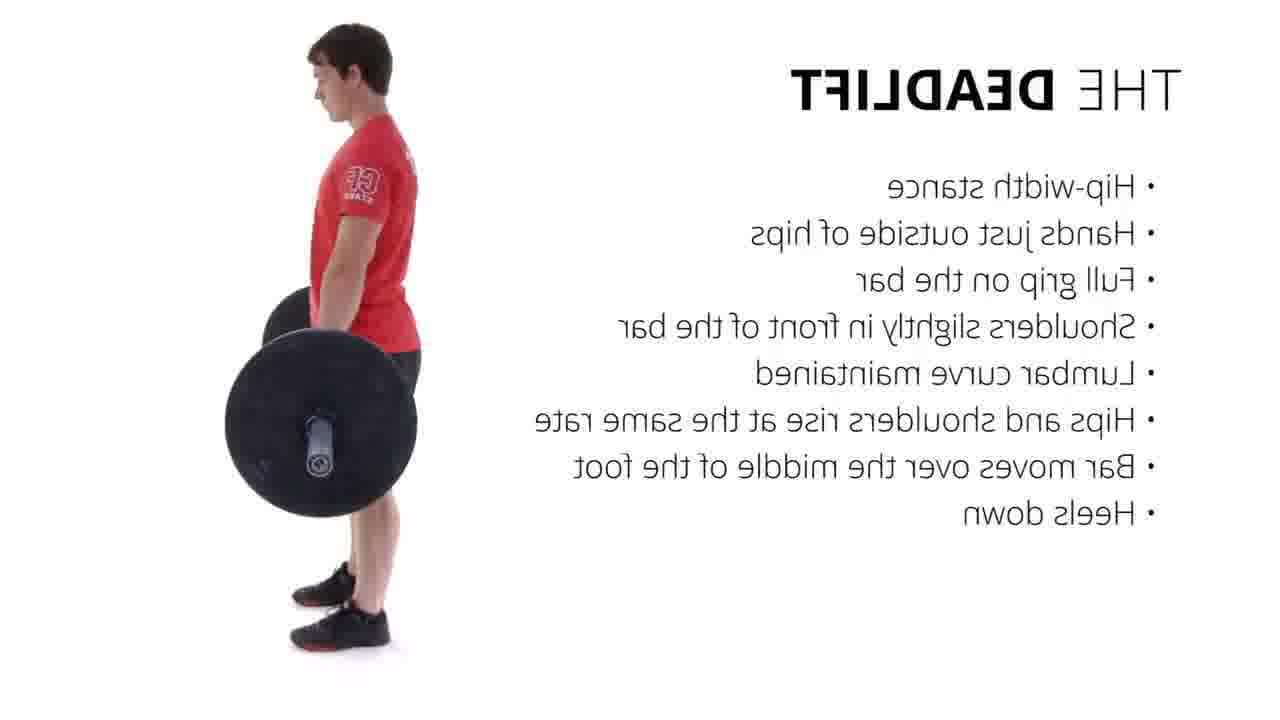 THE DEADLIFT
• Hip-width stance
• Hands just outside of hips
• Full grip on the bar
• Shoulders slightly in front of the bar
• Lumbar curve maintained
• Hips and shoulders rise at the same rate
• Bar moves over the middle of the foot
• Heels down